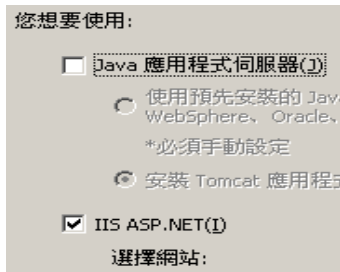 您想要使用:
Java 應用程式伺服器(J)
使用預先安裝的 Java
WebSphere、Oracle、
*必須手動設定
安裝 Tomcat 應用程式
IIS ASP.NET(I)
選擇網站: